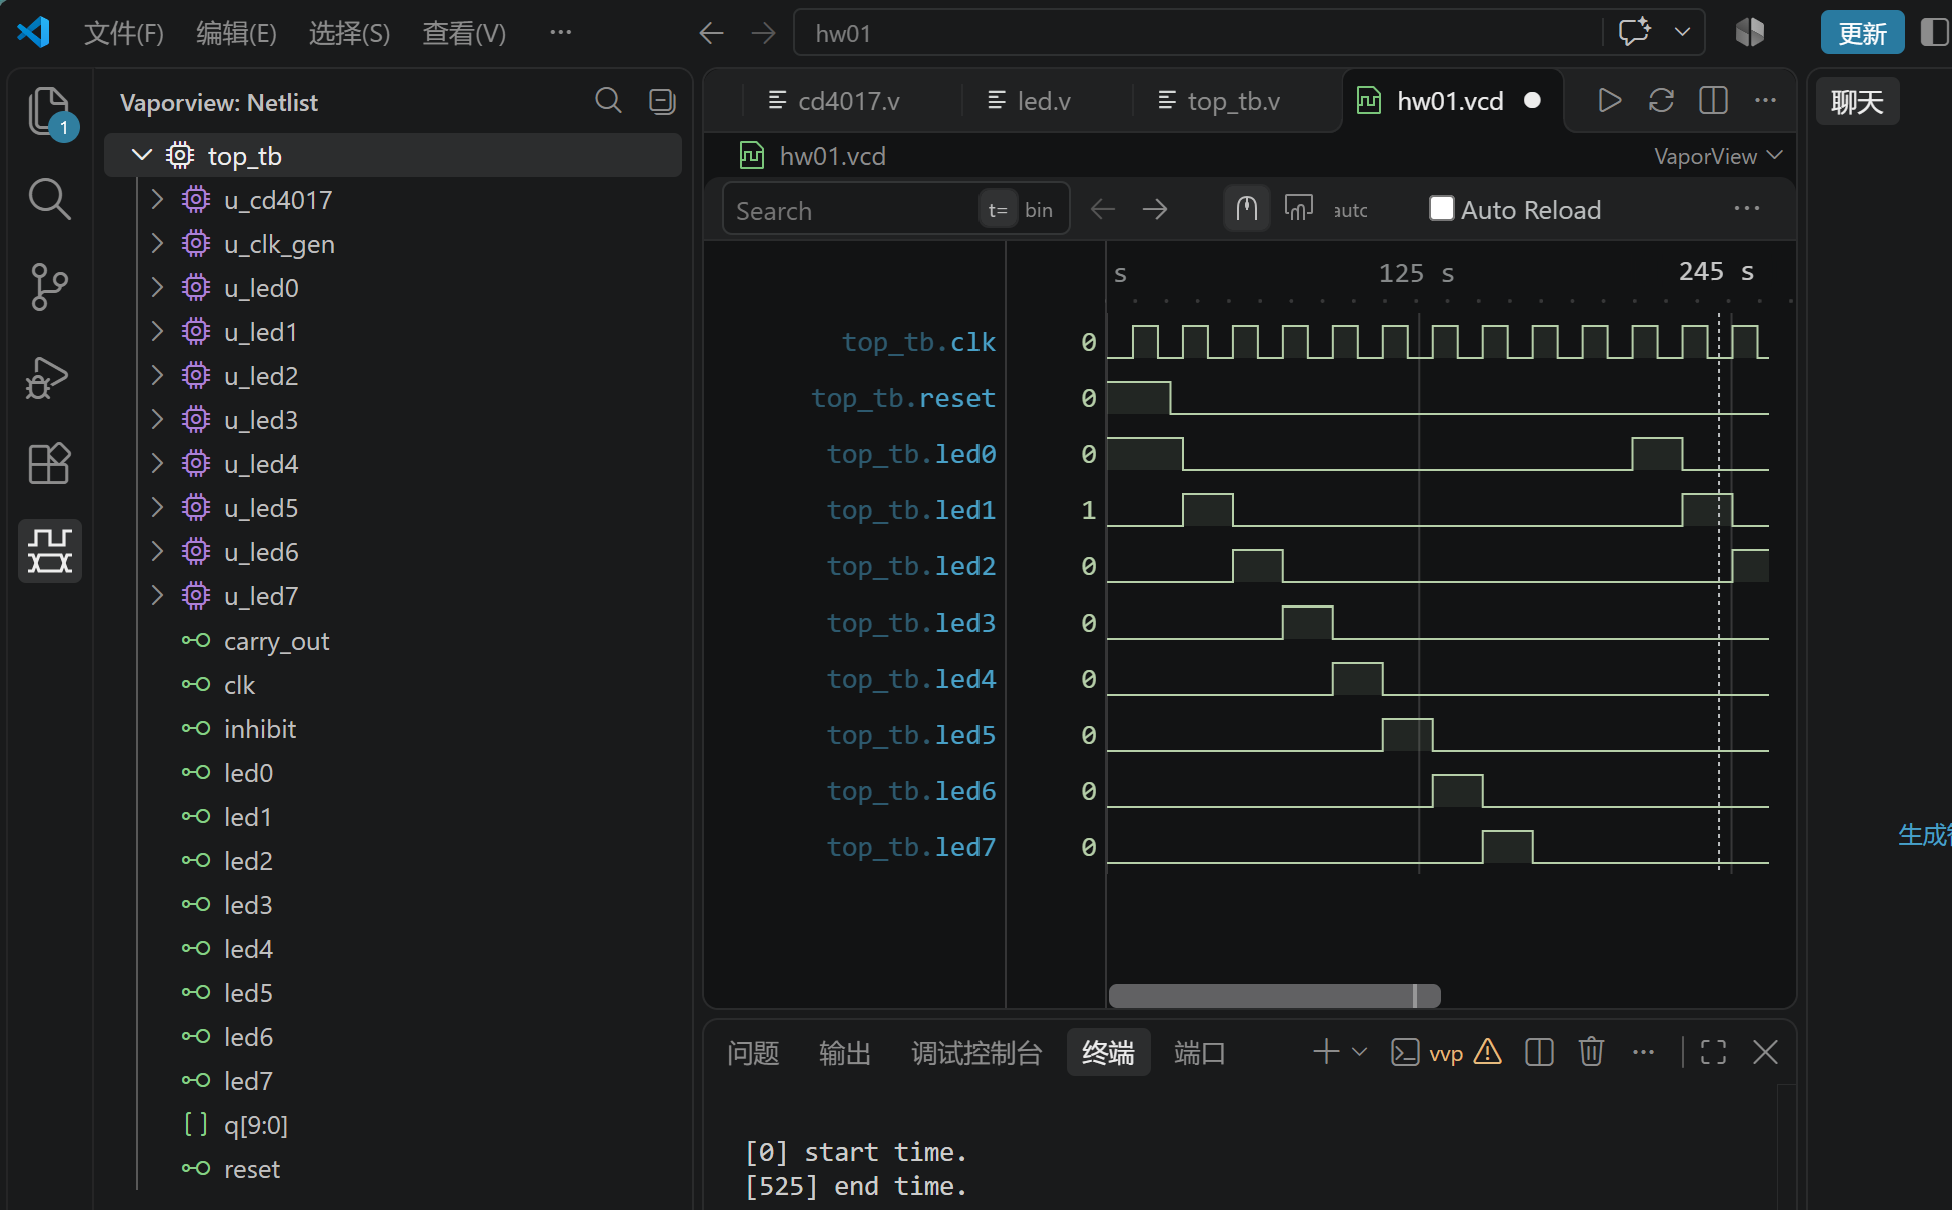 文件(F) 编辑(E) 选择(S) 查看(V) ··· hw01 更新
1
Vaporview: Netlist
top_tb
u_cd4017
u_clk_gen
u_led0
u_led1
u_led2
u_led3
u_led4
u_led5
u_led6
u_led7
carry_out
clk
inhibit
led0
led1
led2
led3
led4
led5
led6
led7
q[9:0]
reset
cd4017.v led.v top_tb.v hw01.vcd
hw01.vcd VaporView
Search t= bin auto Auto Reload
s 125 s 245 s
top_tb.clk 0
top_tb.reset 0
top_tb.led0 0
top_tb.led1 1
top_tb.led2 0
top_tb.led3 0
top_tb.led4 0
top_tb.led5 0
top_tb.led6 0
top_tb.led7 0
问题 输出 调试控制台 终端 端口 vvp
[0] start time.
[525] end time.
聊天
生成